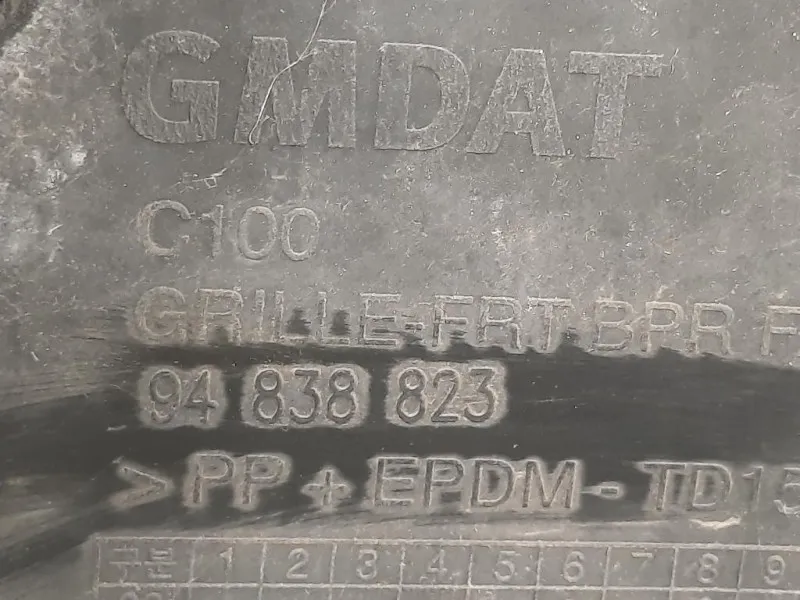 GMDAT
C100
GRILLE-FRT BPR F
94 838 823
>PP+EPDM-TD15
구분 1 2 3 4 5 6 7 8 9